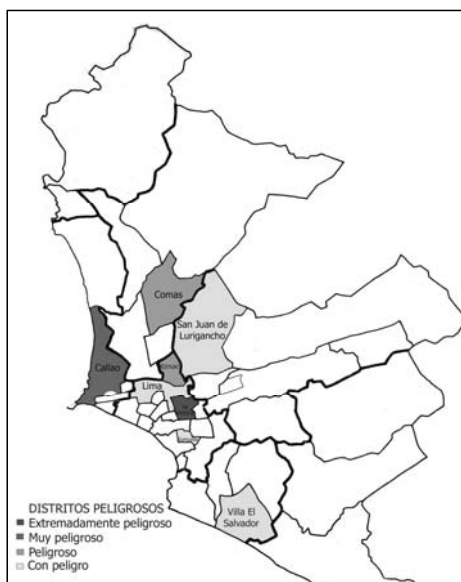 Comas
San Juan de
Lurigancho
Callao
Rímac
Lima
Villa El
Salvador
DISTRITOS PELIGROSOS
Extremadamente peligroso
Muy peligroso
Peligroso
Con peligro